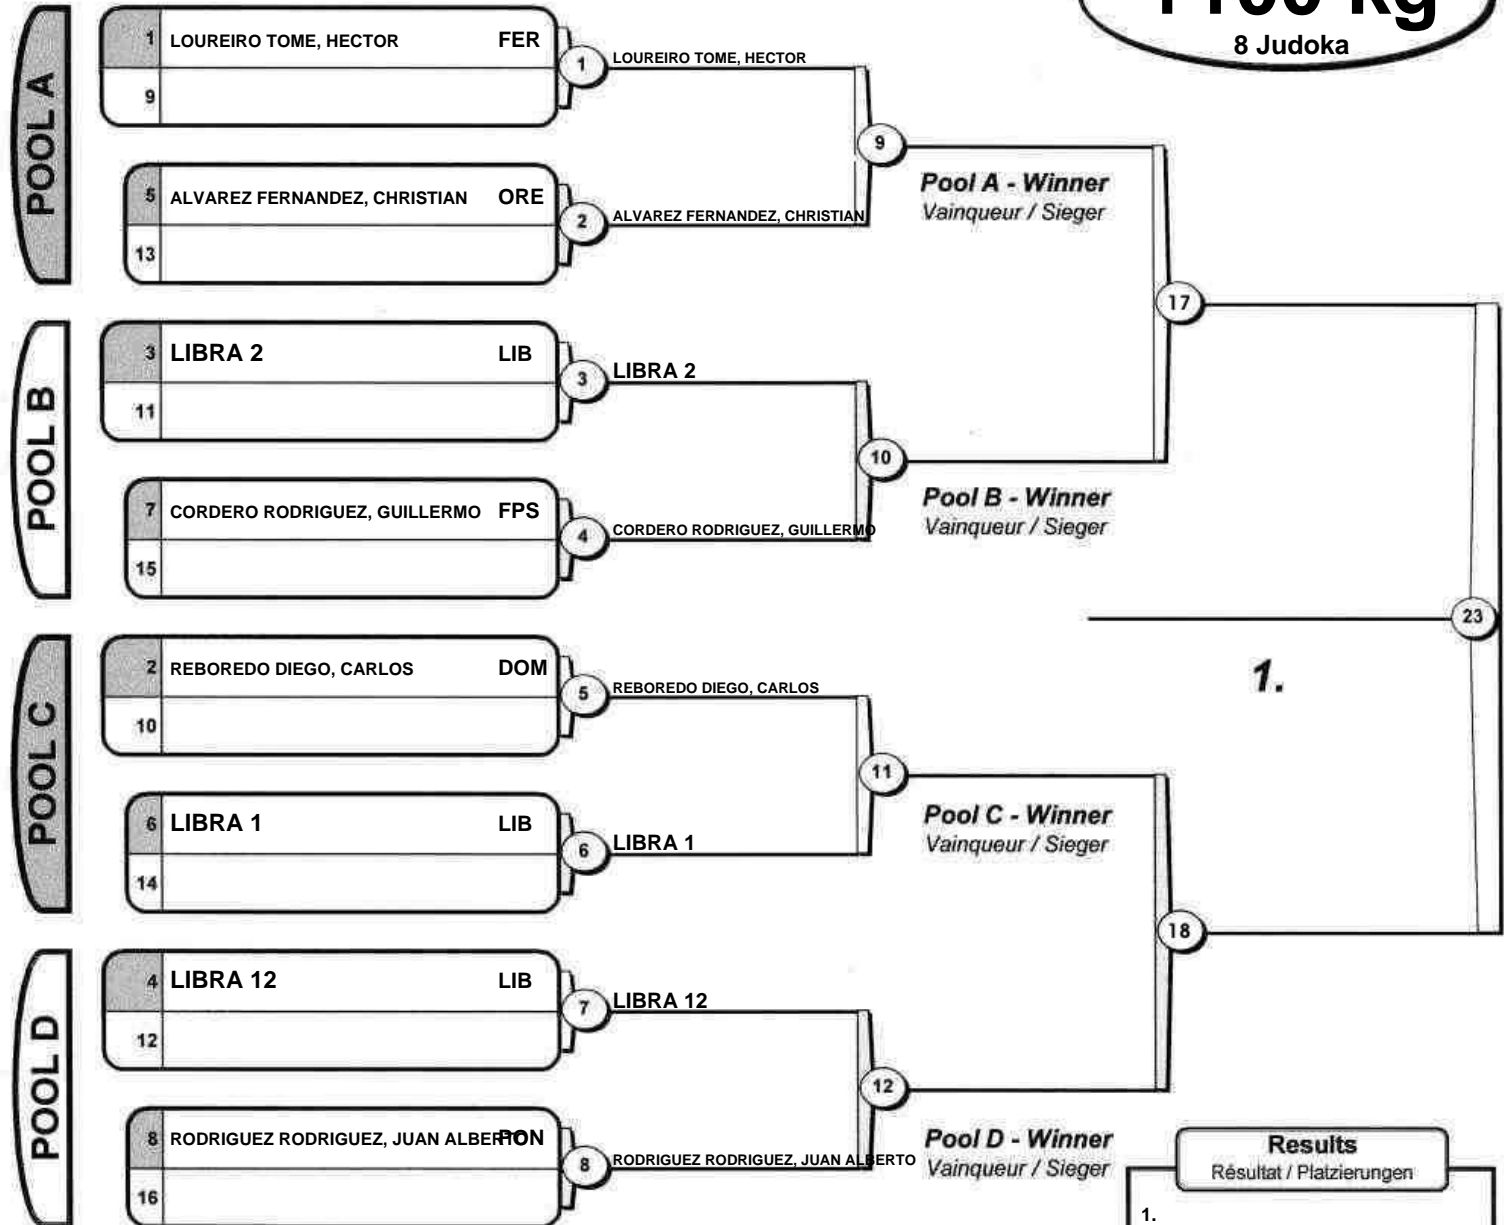 8 Judoka
POOL A
1 LOUREIRO TOME, HECTOR FER
9
1 LOUREIRO TOME, HECTOR
5 ALVAREZ FERNANDEZ, CHRISTIAN ORE
13
2 ALVAREZ FERNANDEZ, CHRISTIAN
9
Pool A - Winner
Vainqueur / Sieger
17
POOL B
3 LIBRA 2 LIB
11
3 LIBRA 2
7 CORDERO RODRIGUEZ, GUILLERMO FPS
15
4 CORDERO RODRIGUEZ, GUILLERMO
10
Pool B - Winner
Vainqueur / Sieger
23
1.
POOL C
2 REBOREDO DIEGO, CARLOS DOM
10
5 REBOREDO DIEGO, CARLOS
6 LIBRA 1 LIB
14
6 LIBRA 1
11
Pool C - Winner
Vainqueur / Sieger
18
POOL D
4 LIBRA 12 LIB
12
7 LIBRA 12
8 RODRIGUEZ RODRIGUEZ, JUAN ALBERTO PON
16
8 RODRIGUEZ RODRIGUEZ, JUAN ALBERTO
12
Pool D - Winner
Vainqueur / Sieger
Results
Résultat / Platzierungen
1.